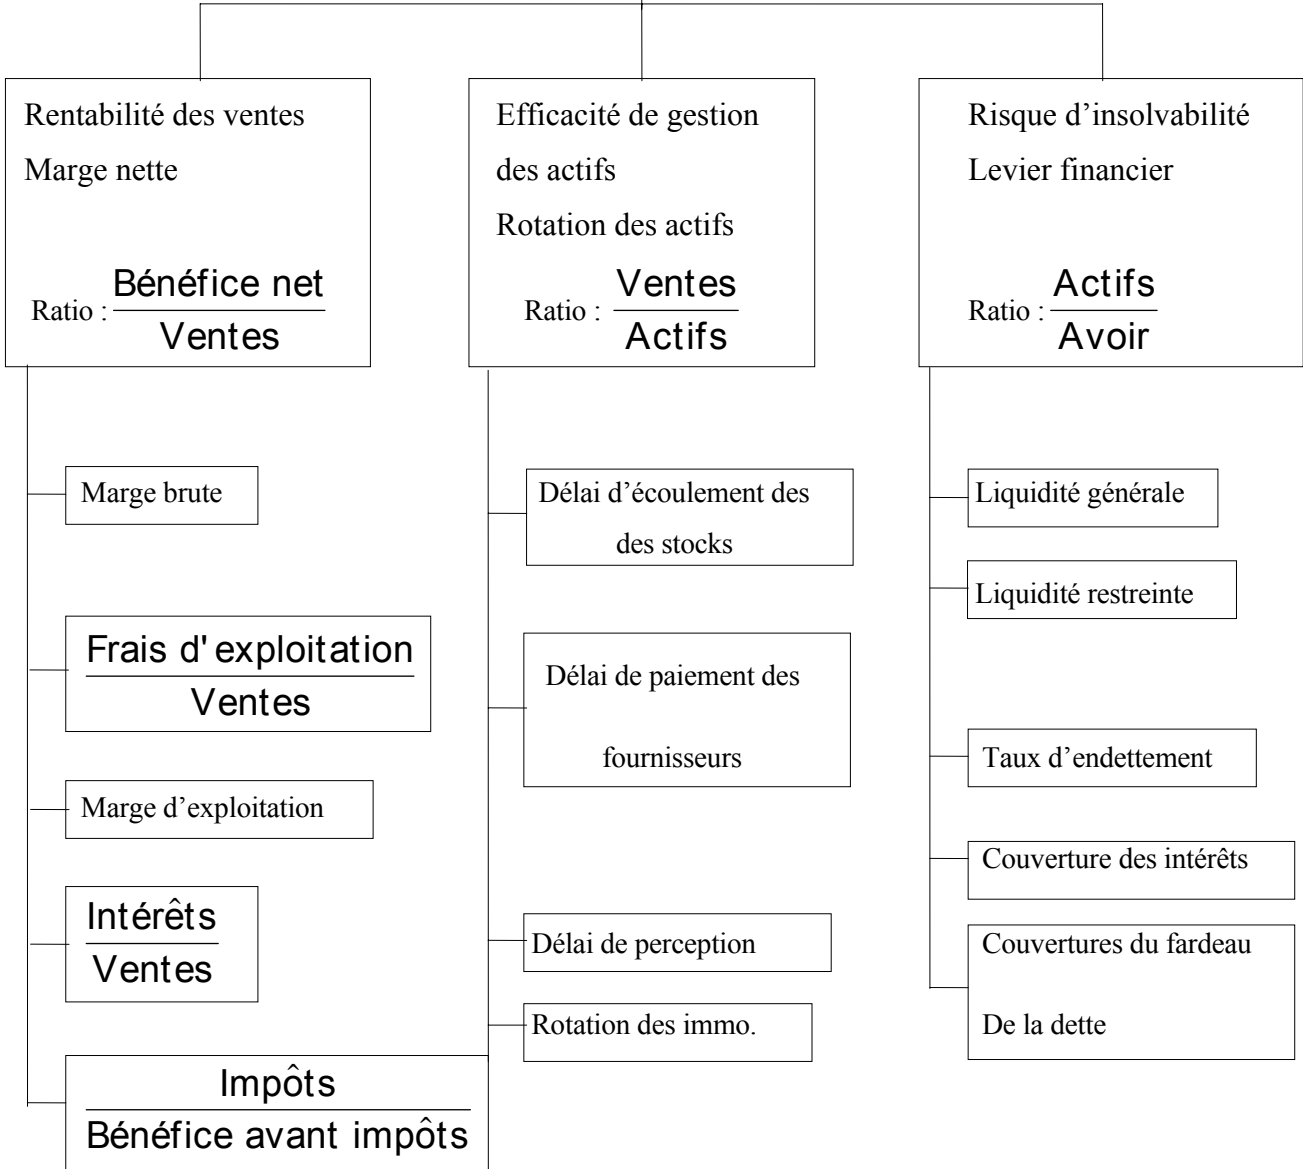 Rentabilité des ventes
Marge nette
Ratio : Bénéfice net
Ventes
Efficacité de gestion
des actifs
Rotation des actifs
Ratio : Ventes
Actifs
Risque d’insolvabilité
Levier financier
Ratio : Actifs
Avoir
Marge brute
Frais d'exploitation
Ventes
Marge d’exploitation
Intérêts
Ventes
Impôts
Bénéfice avant impôts
Délai d’écoulement des
des stocks
Délai de paiement des
fournisseurs
Délai de perception
Rotation des immo.
Liquidité générale
Liquidité restreinte
Taux d’endettement
Couverture des intérêts
Couvertures du fardeau
De la dette